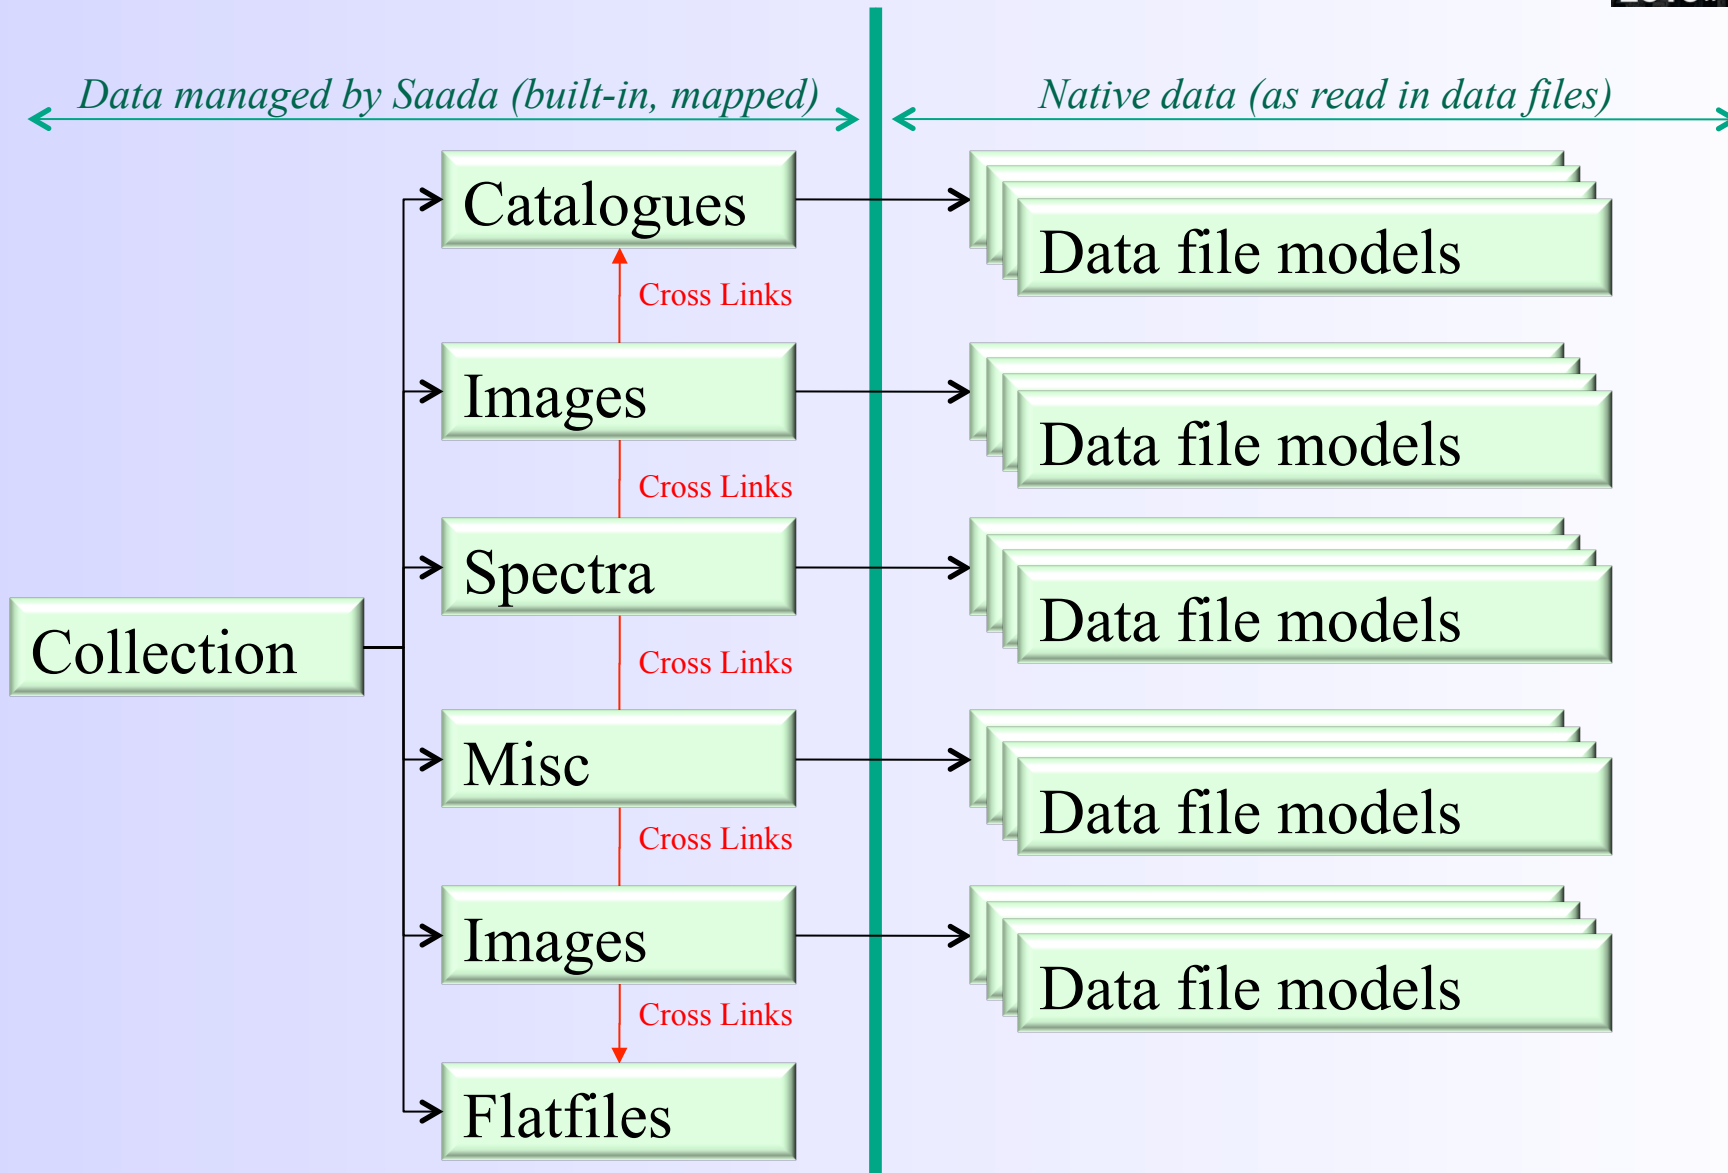 Data managed by Saada (built-in, mapped)
Native data (as read in data files)
Catalogues
Data file models
Cross Links
Images
Data file models
Cross Links
Spectra
Data file models
Collection
Cross Links
Misc
Data file models
Cross Links
Images
Data file models
Cross Links
Flatfiles